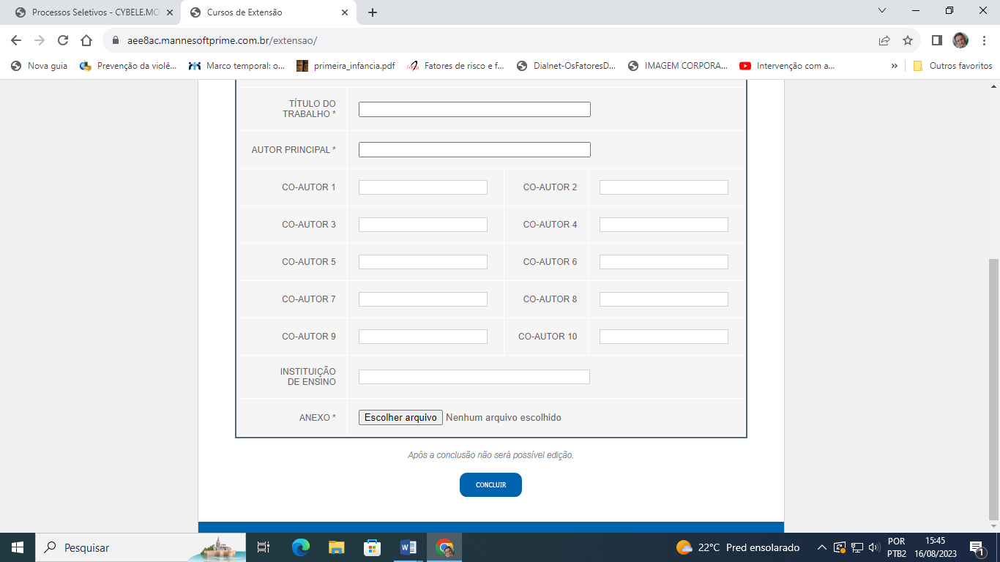 Processos Seletivos - CYBELE.MO
Cursos de Extensão
aee8ac.mannesoftprime.com.br/extensao/
Nova guia
Prevenção da violê...
Marco temporal: o...
primeira_infancia.pdf
Fatores de risco e f...
Dialnet-OsFatoresD...
IMAGEM CORPORA...
Intervenção com a...
»
Outros favoritos
TÍTULO DO
TRABALHO *
AUTOR PRINCIPAL *
CO-AUTOR 1
CO-AUTOR 2
CO-AUTOR 3
CO-AUTOR 4
CO-AUTOR 5
CO-AUTOR 6
CO-AUTOR 7
CO-AUTOR 8
CO-AUTOR 9
CO-AUTOR 10
INSTITUIÇÃO
DE ENSINO
ANEXO *
Escolher arquivo Nenhum arquivo escolhido
Após a conclusão não será possível edição.
CONCLUIR
Pesquisar
22°C Pred ensolarado
POR
PTB2
15:45
16/08/2023
1